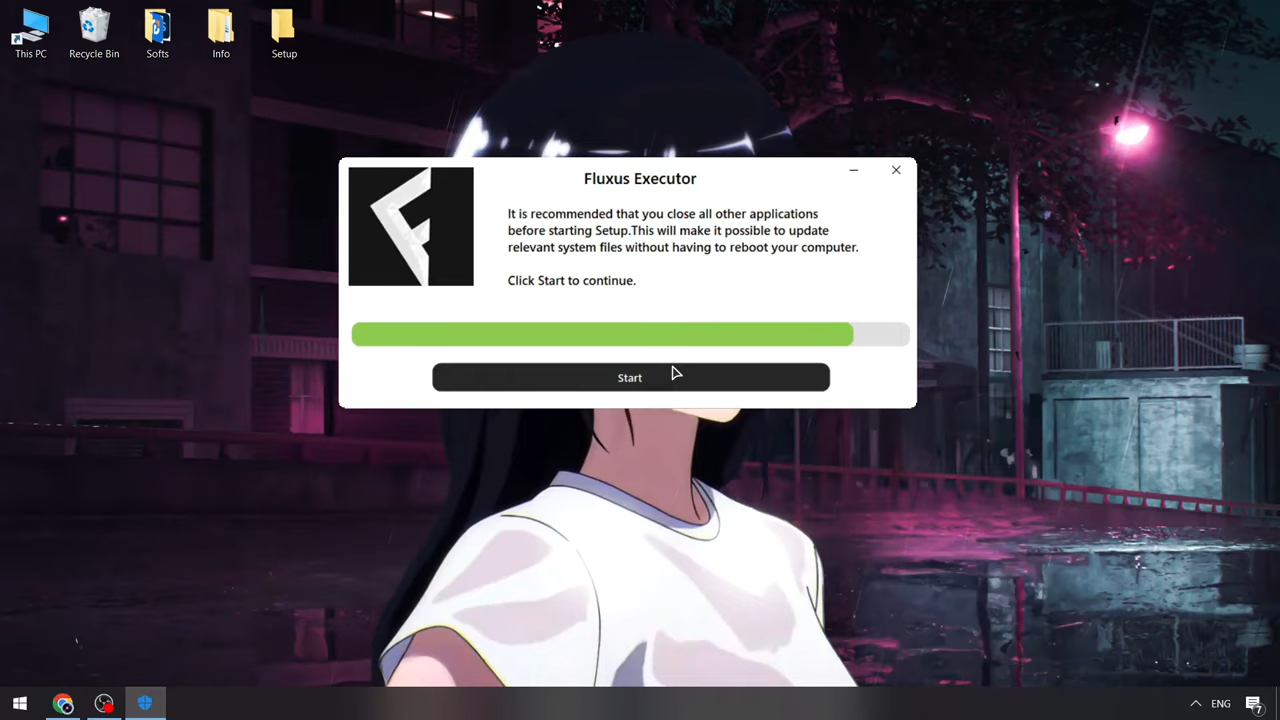 This PC
Recycle Bin
Softs
Info
Setup
Fluxus Executor
It is recommended that you close all other applications
before starting Setup.This will make it possible to update
relevant system files without having to reboot your computer.
Click Start to continue.
Start
ENG
7